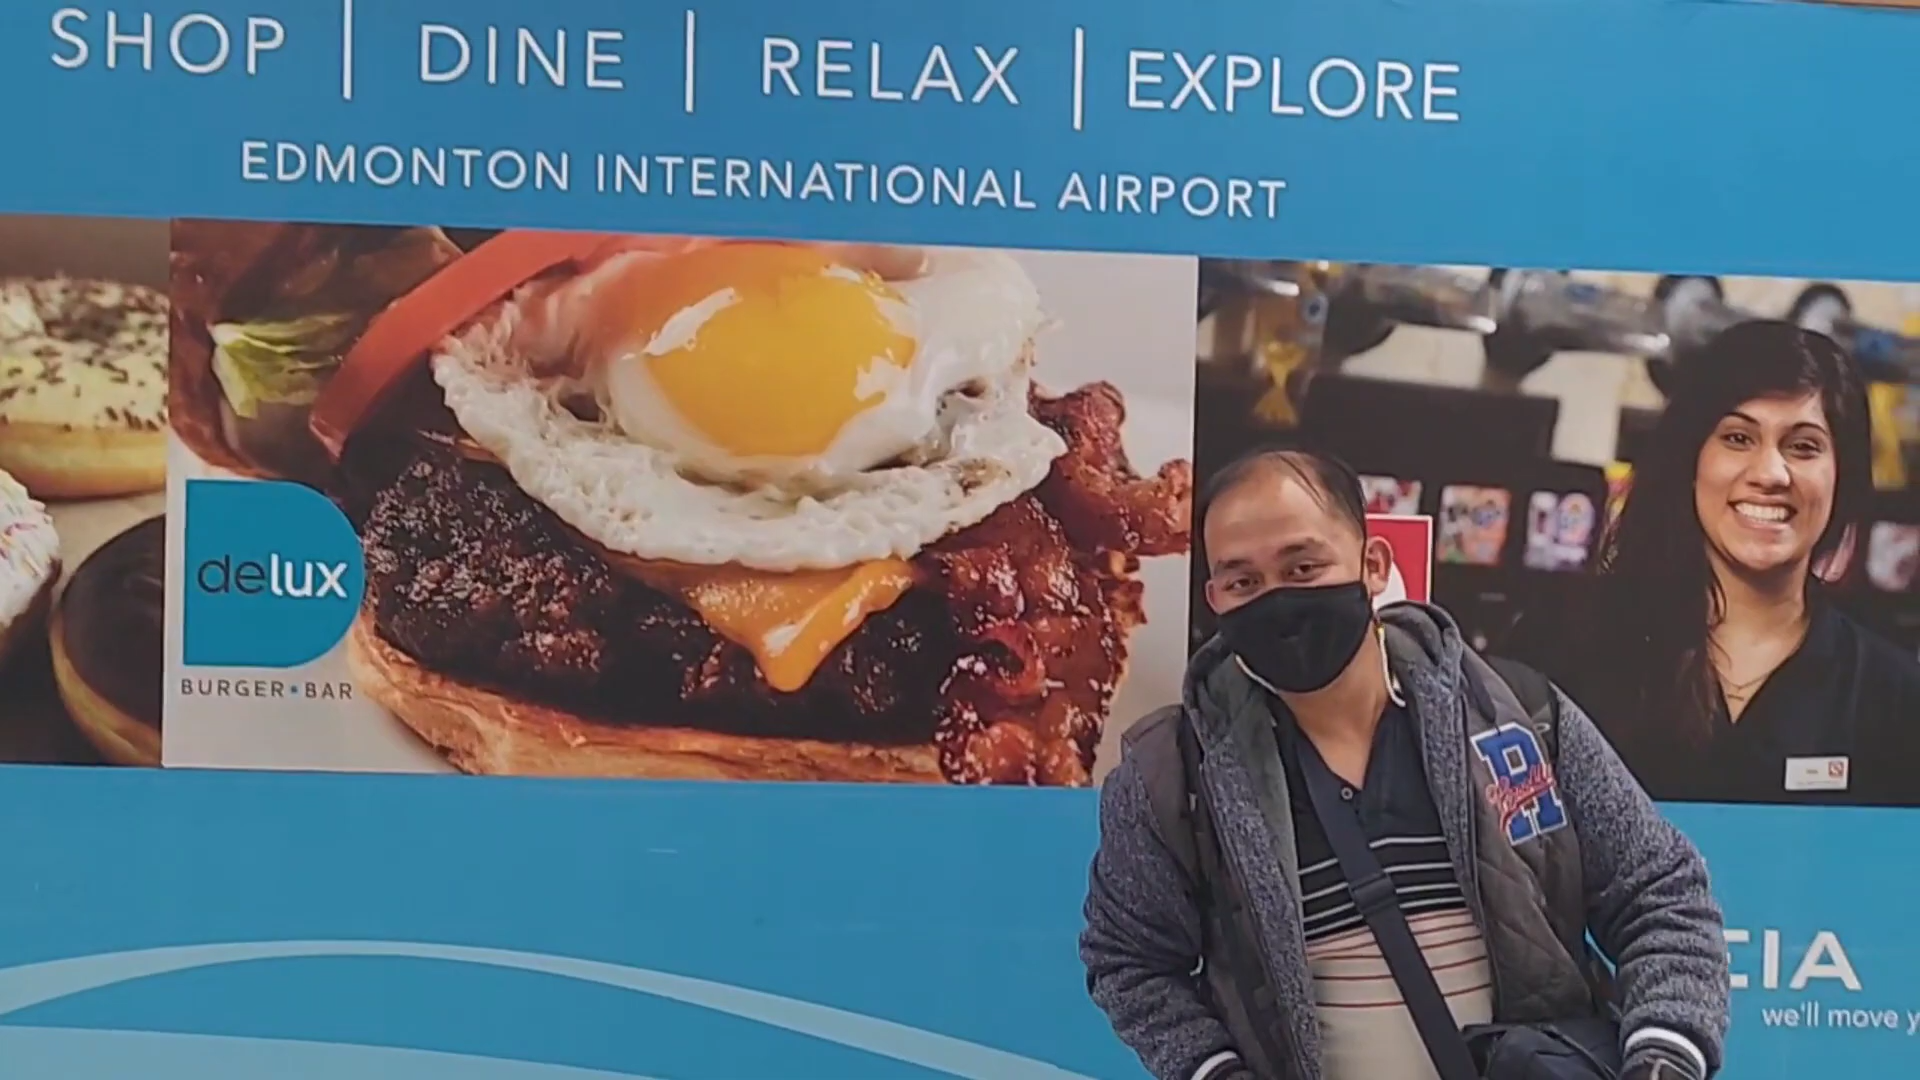 SHOP | DINE | RELAX | EXPLORE
EDMONTON INTERNATIONAL AIRPORT
delux
BURGER • BAR
R
EIA
we'll move y